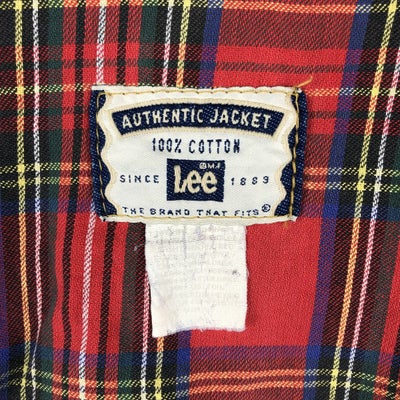 AUTHENTIC JACKET
100% COTTON
® M.R.
Lee
SINCE 1889
THE BRAND THAT FITS®